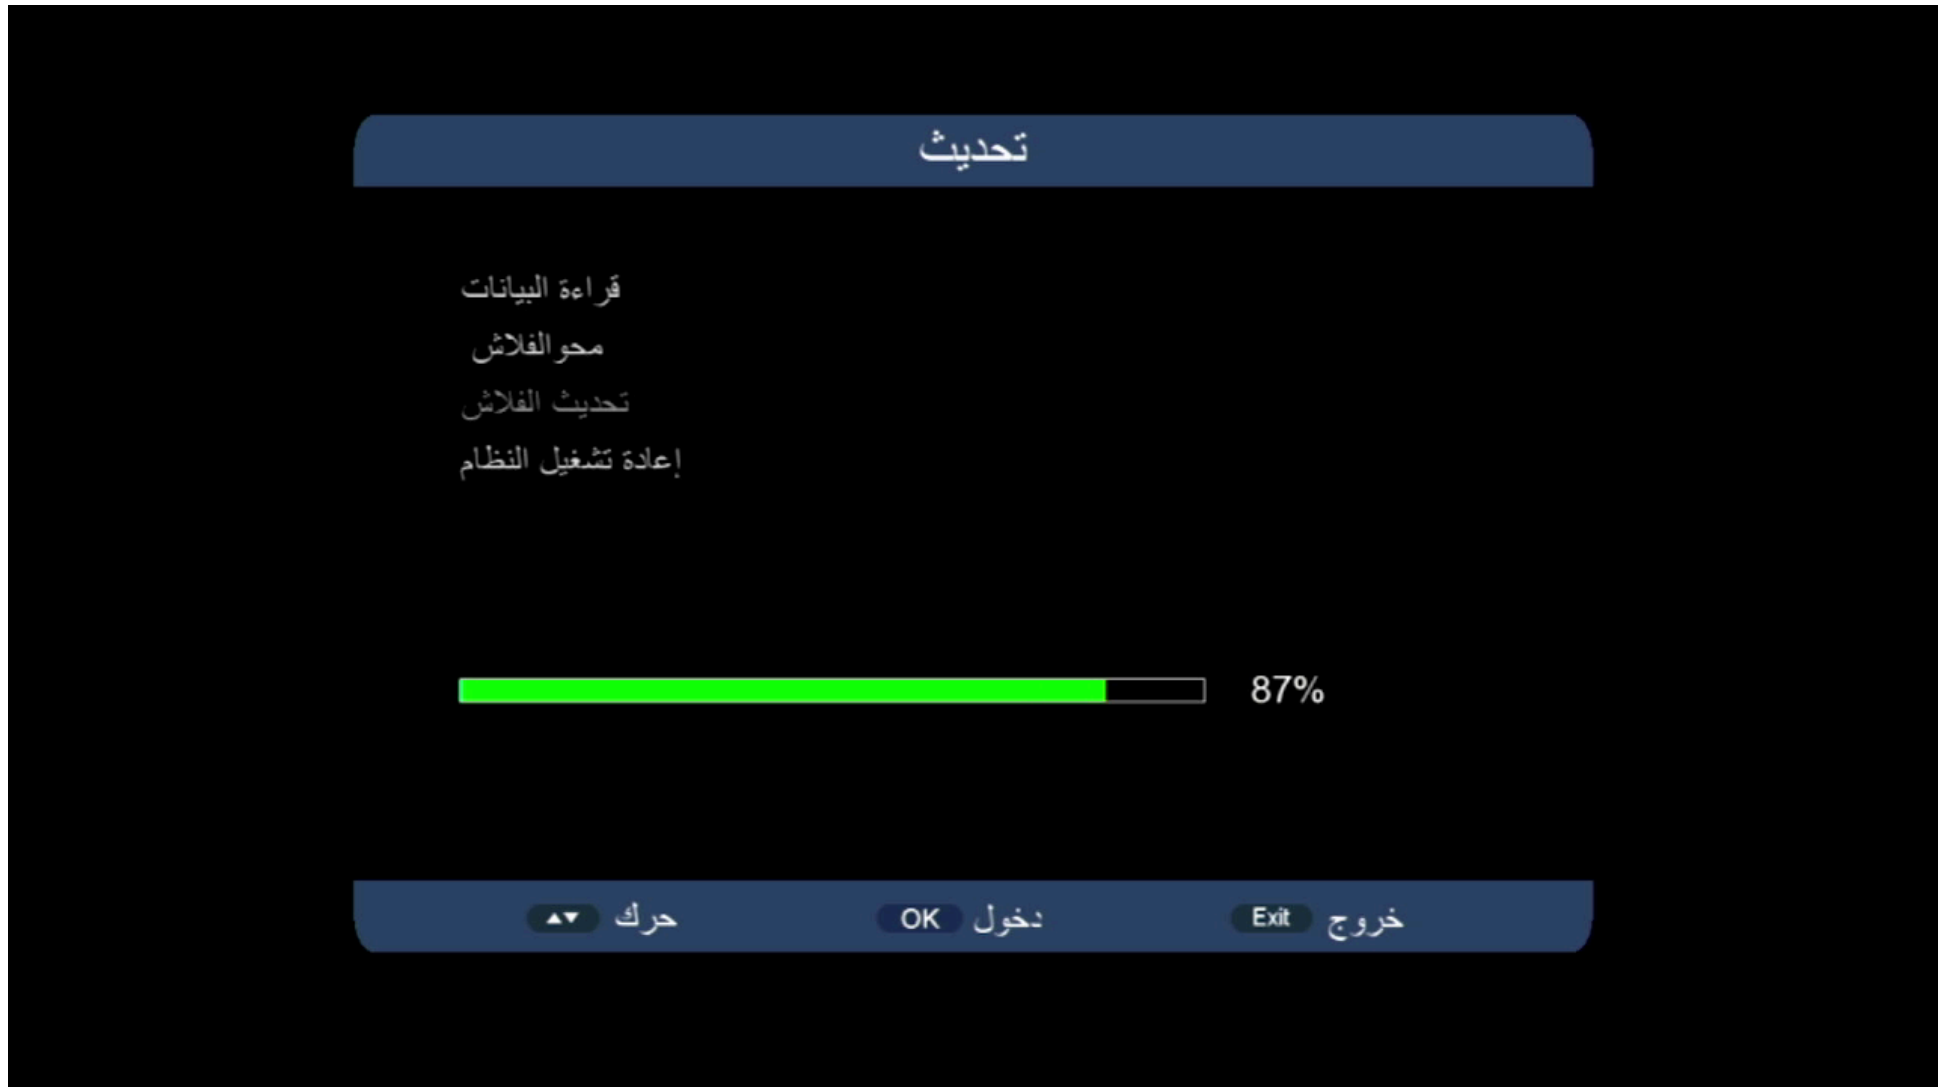 تحديث
قراءة البيانات
محو الفلاش
تحديث الفلاش
إعادة تشغيل النظام
87%
حرك ▲▼ دخول OK خروج Exit